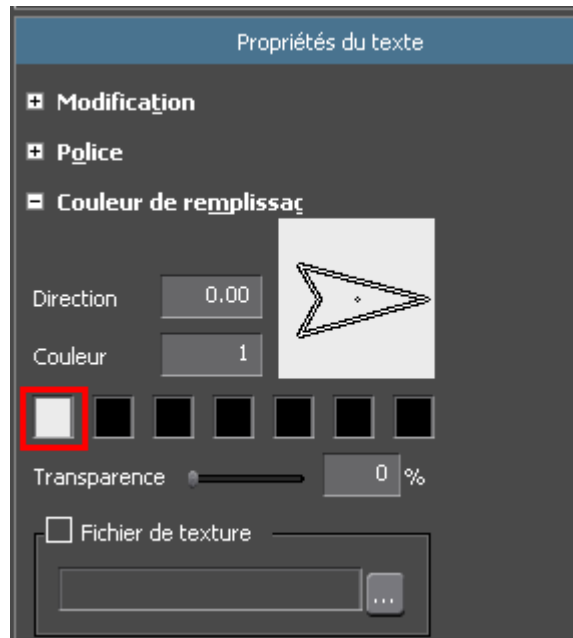 Propriétés du texte
Modification
Police
Couleur de remplissaç
Direction 0.00
Couleur 1
Transparence 0 %
Fichier de texture
...